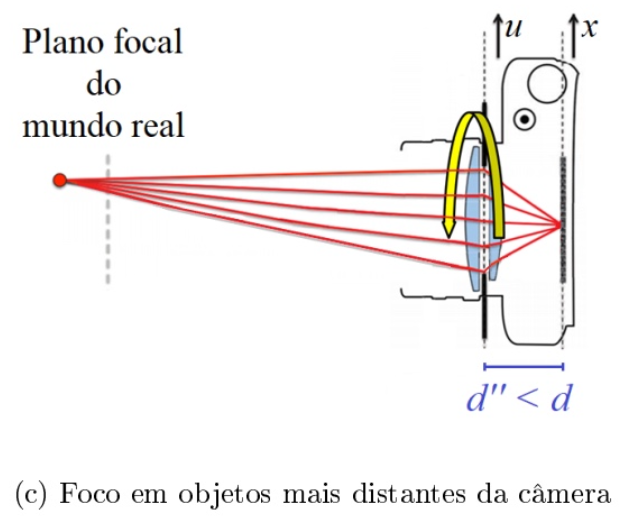 Plano focal
do
mundo real
u
x
d'' < d
(c) Foco em objetos mais distantes da câmera